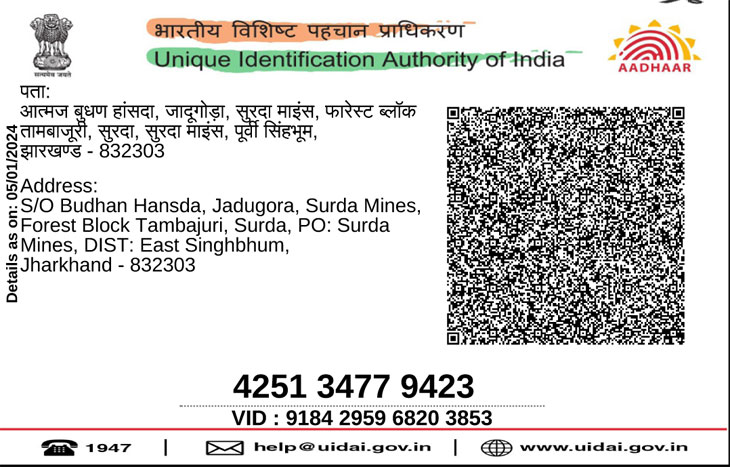 भारतीय विशिष्ट पहचान प्राधिकरण
Unique Identification Authority of India
सत्यमेव जयते
AADHAAR
पता:
आत्मज बुधण हांसदा, जादूगोड़ा, सुरदा माइंस, फारेस्ट ब्लॉक
तामबाजूरी, सुरदा, सुरदा माइंस, पूर्वी सिंहभूम,
झारखण्ड - 832303
Details as on: 05/01/2024
Address:
S/O Budhan Hansda, Jadugora, Surda Mines,
Forest Block Tambajuri, Surda, PO: Surda
Mines, DIST: East Singhbhum,
Jharkhand - 832303
4251 3477 9423
VID : 9184 2959 6820 3853
1947 | help@uidai.gov.in | www.uidai.gov.in